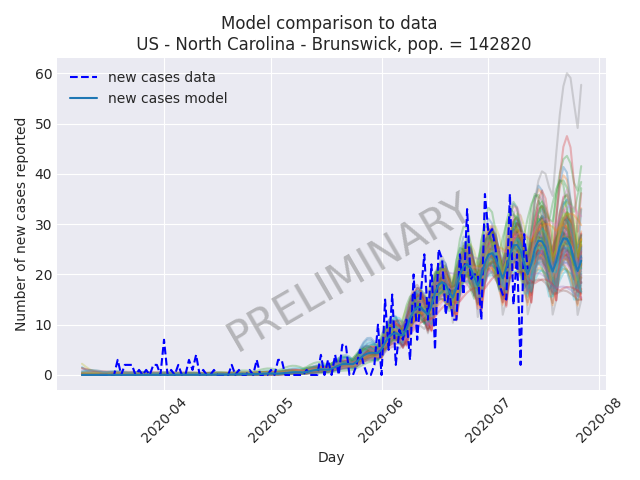 Model comparison to data
US - North Carolina - Brunswick, pop. = 142820
60
50
40
30
20
10
0
Number of new cases reported
new cases data
new cases model
PRELIMINARY
2020-04
2020-05
2020-06
2020-07
2020-08
Day